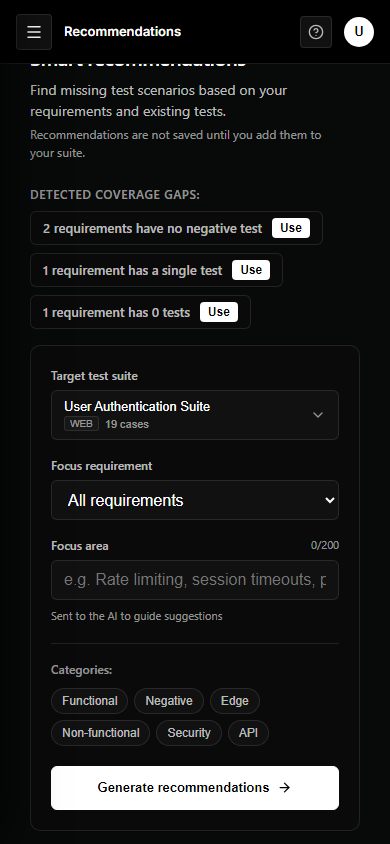 Recommendations
U
Smart recommendations
Find missing test scenarios based on your
requirements and existing tests.
Recommendations are not saved until you add them to
your suite.
DETECTED COVERAGE GAPS:
2 requirements have no negative test Use
1 requirement has a single test Use
1 requirement has 0 tests Use
Target test suite
User Authentication Suite
WEB 19 cases
Focus requirement
All requirements
Focus area 0/200
e.g. Rate limiting, session timeouts, p
Sent to the AI to guide suggestions
Categories:
Functional Negative Edge
Non-functional Security API
Generate recommendations →